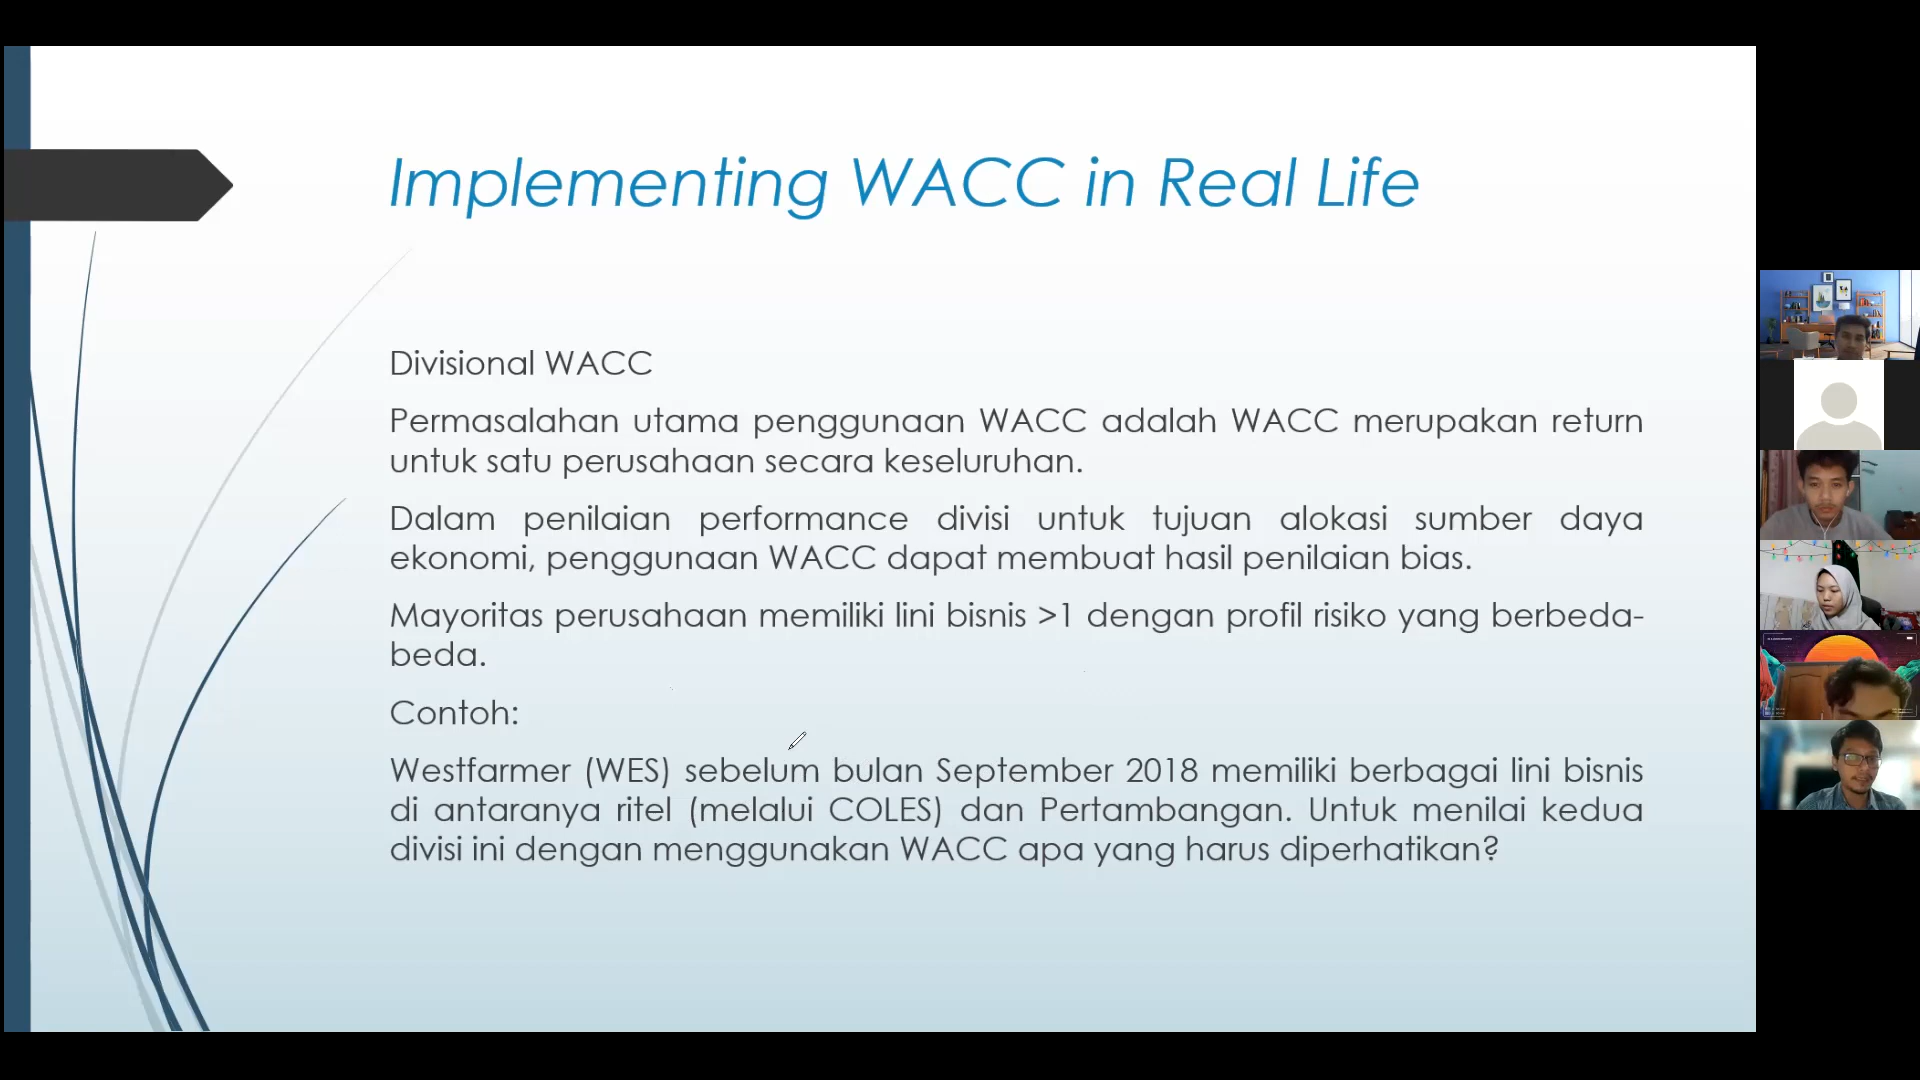 Implementing WACC in Real Life
Divisional WACC
Permasalahan utama penggunaan WACC adalah WACC merupakan return
untuk satu perusahaan secara keseluruhan.
Dalam penilaian performance divisi untuk tujuan alokasi sumber daya
ekonomi, penggunaan WACC dapat membuat hasil penilaian bias.
Mayoritas perusahaan memiliki lini bisnis >1 dengan profil risiko yang berbeda-
beda.
Contoh:
Westfarmer (WES) sebelum bulan September 2018 memiliki berbagai lini bisnis
di antaranya ritel (melalui COLES) dan Pertambangan. Untuk menilai kedua
divisi ini dengan menggunakan WACC apa yang harus diperhatikan?